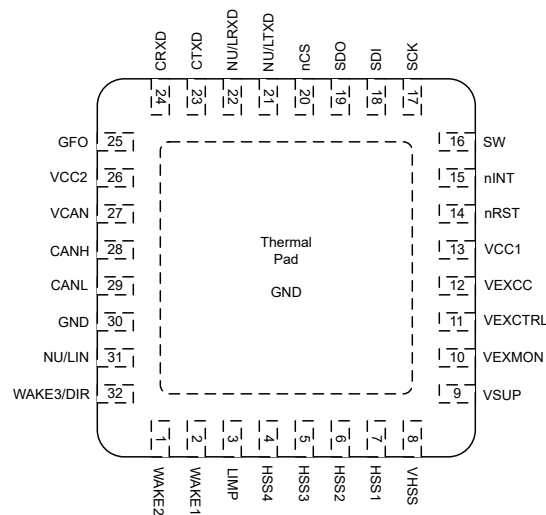 CRXD
CTXD
NU/LRXD
NU/LTXD
nCS
SDO
SDI
SCK
24
23
22
21
20
19
18
17
GFO 25
VCC2 26
VCAN 27
CANH 28
CANL 29
GND 30
NU/LIN 31
WAKE3/DIR 32
Thermal
Pad
GND
16 SW
15 nINT
14 nRST
13 VCC1
12 VEXCC
11 VEXCTRL
10 VEXMON
9 VSUP
1
2
3
4
5
6
7
8
WAKE2
WAKE1
LIMP
HSS4
HSS3
HSS2
HSS1
VHSS